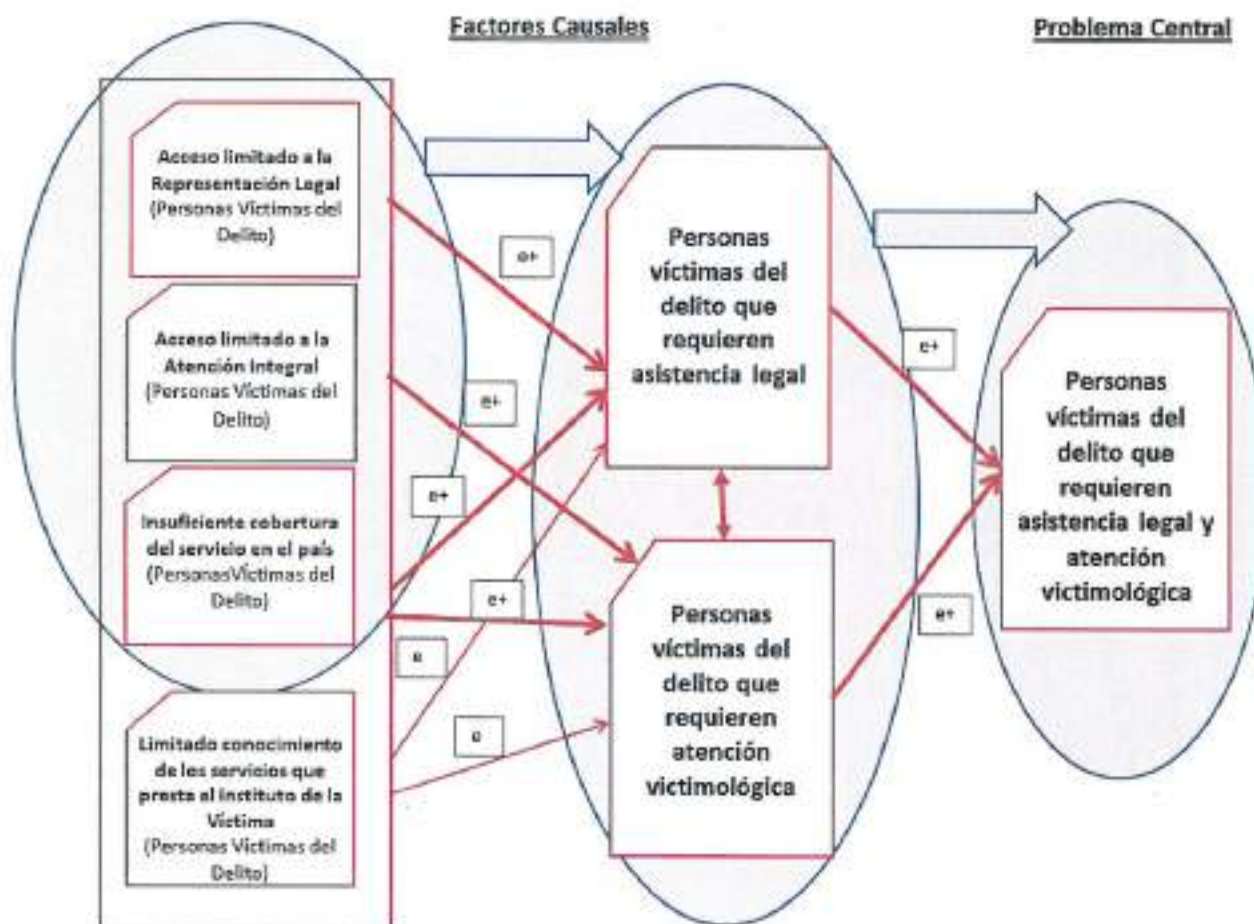 Factores Causales
Problema Central
Acceso limitado a la
Representación Legal
(Personas Víctimas del
Delito)
Acceso limitado a la
Atención Integral
(Personas Víctimas del
Delito)
Insuficiente cobertura
del servicio en el país
(PersonasVíctimas del
Delito)
Limitado conocimiento
de los servicios que
presta el Instituto de la
Víctima
(Personas Víctimas del
Delito)
e+
e+
e+
e+
e
e
Personas
víctimas del
delito que
requieren
asistencia legal
Personas
víctimas del
delito que
requieren
atención
victimológica
e+
e+
Personas
víctimas del
delito que
requieren
asistencia legal y
atención
victimológica